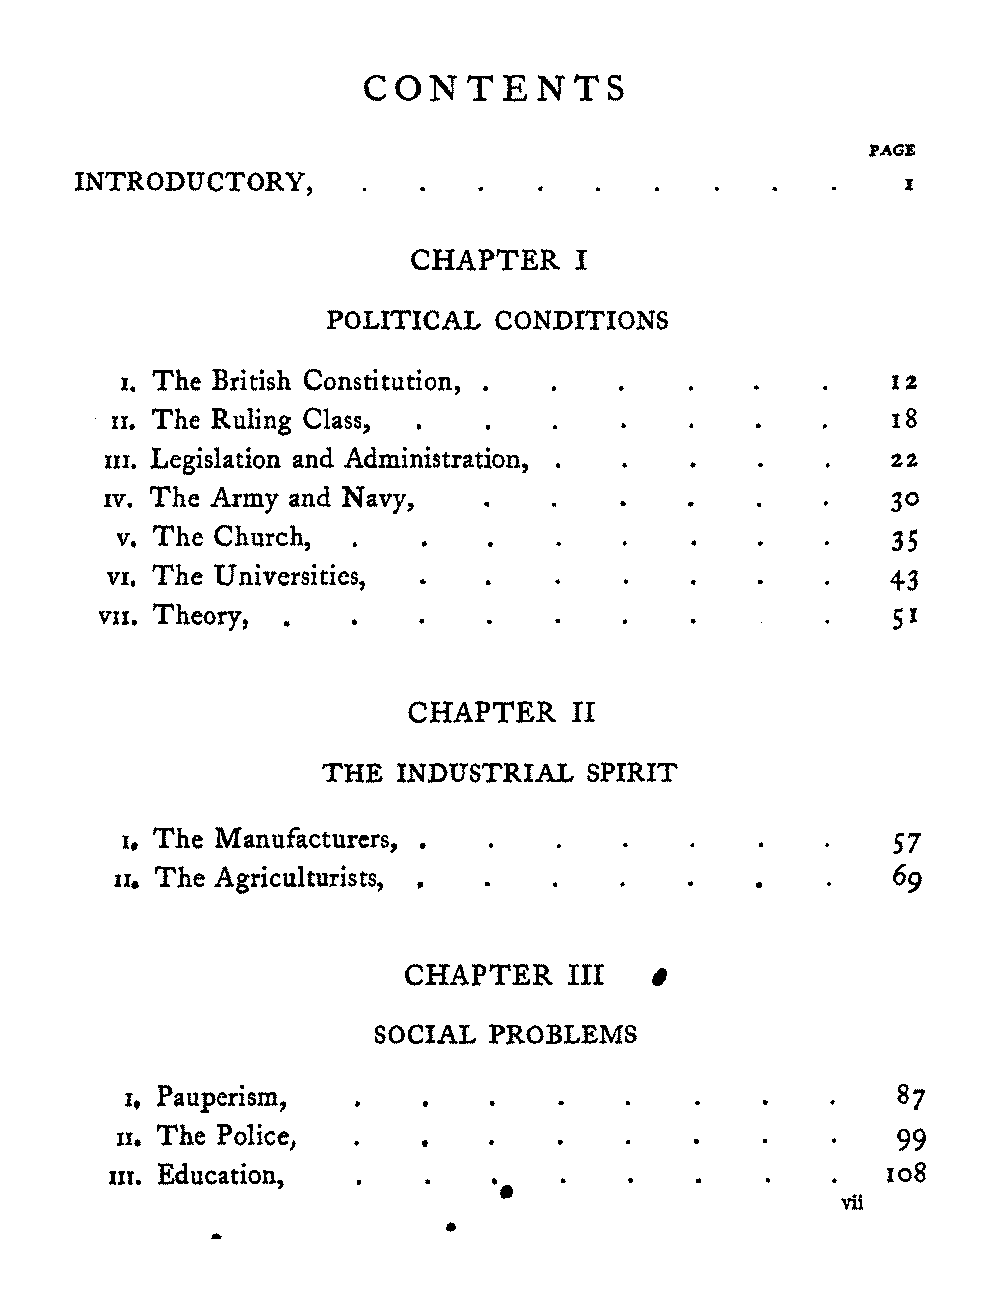 CONTENTS
PAGE
INTRODUCTORY, . . . . . . . . . 1
CHAPTER I
POLITICAL CONDITIONS
I. The British Constitution, . . . . . . 12
II. The Ruling Class, . . . . . . . 18
III. Legislation and Administration, . . . . . 22
IV. The Army and Navy, . . . . . . 30
V. The Church, . . . . . . . . 35
VI. The Universities, . . . . . . . 43
VII. Theory, . . . . . . . . . 51
CHAPTER II
THE INDUSTRIAL SPIRIT
I. The Manufacturers, . . . . . . . 57
II. The Agriculturists, . . . . . . . 69
CHAPTER III
SOCIAL PROBLEMS
I. Pauperism, . . . . . . . . 87
II. The Police, . . . . . . . . 99
III. Education, . . . . . . . . 108
vii